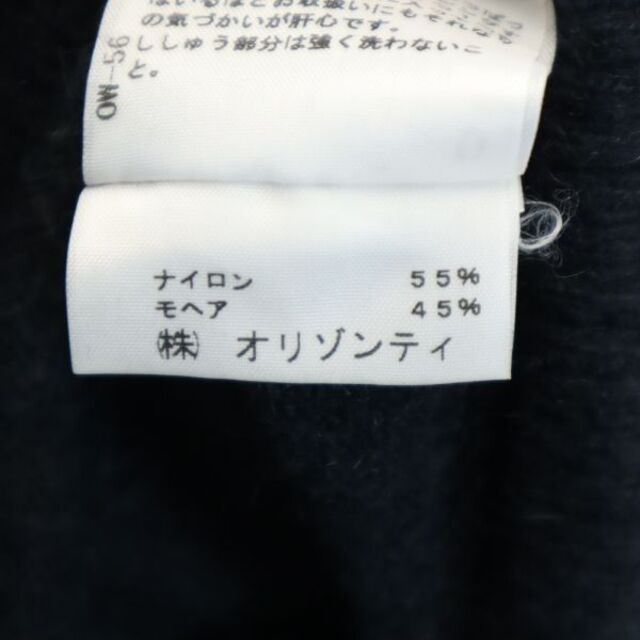 の気づかいが肝心です。
ししゅう部分は強く洗わないこ
と。
OW-56
ナイロン 55%
モヘア 45%
(株) オリゾンティ